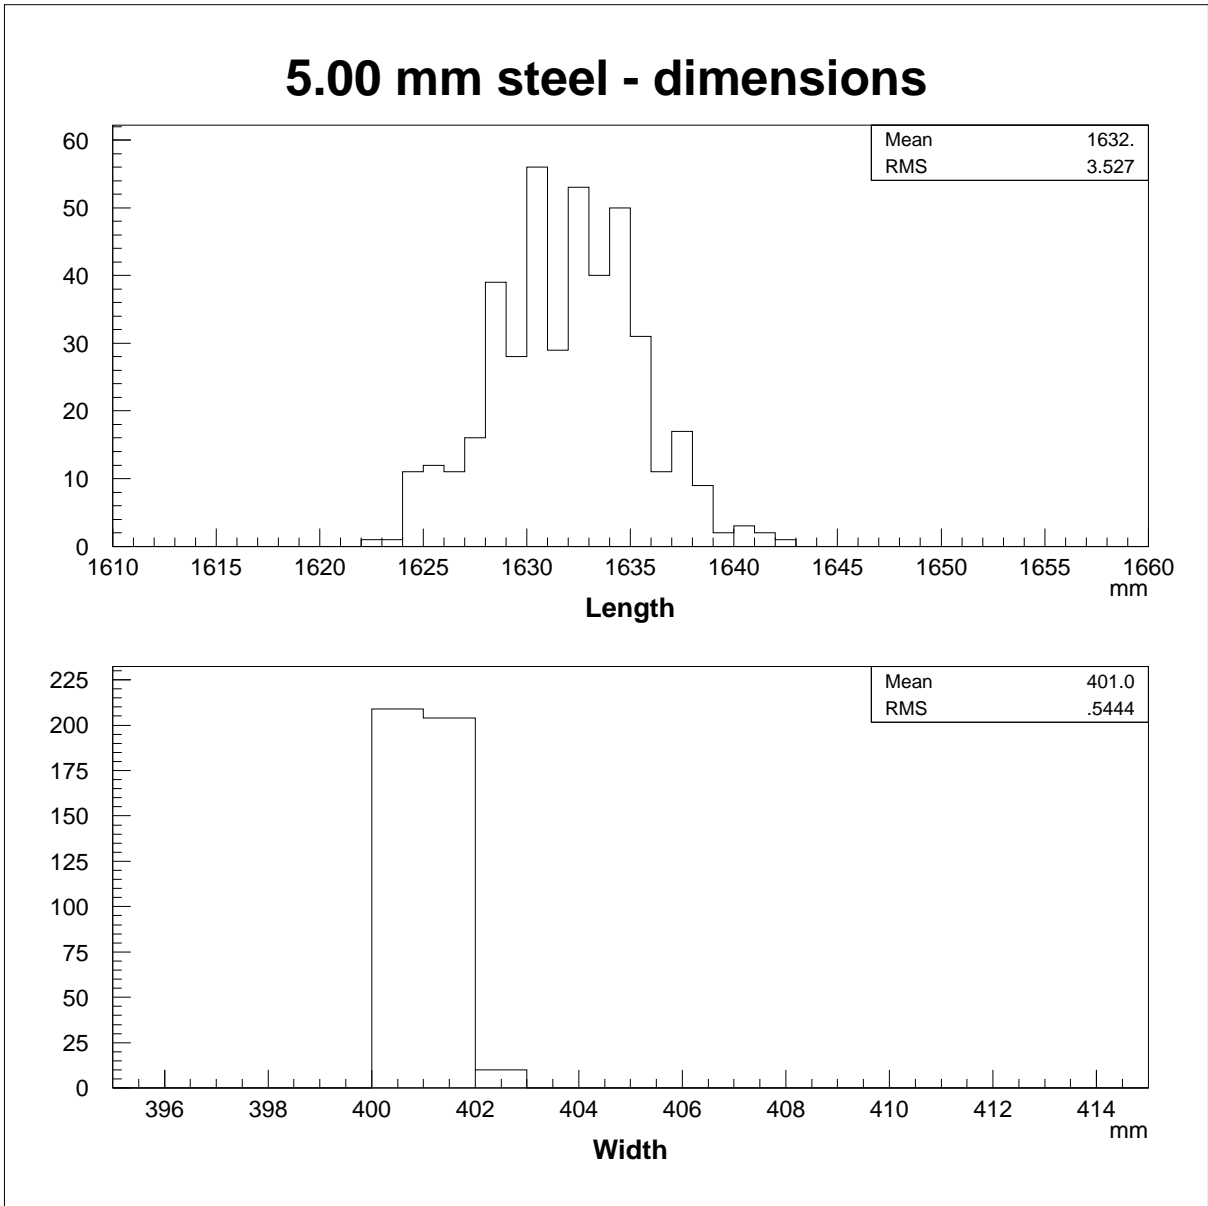 5.00 mm steel - dimensions
Mean 1632.
RMS 3.527
60
50
40
30
20
10
0
1610 1615 1620 1625 1630 1635 1640 1645 1650 1655 1660
mm
Length
Mean 401.0
RMS .5444
225
200
175
150
125
100
75
50
25
0
396 398 400 402 404 406 408 410 412 414
mm
Width